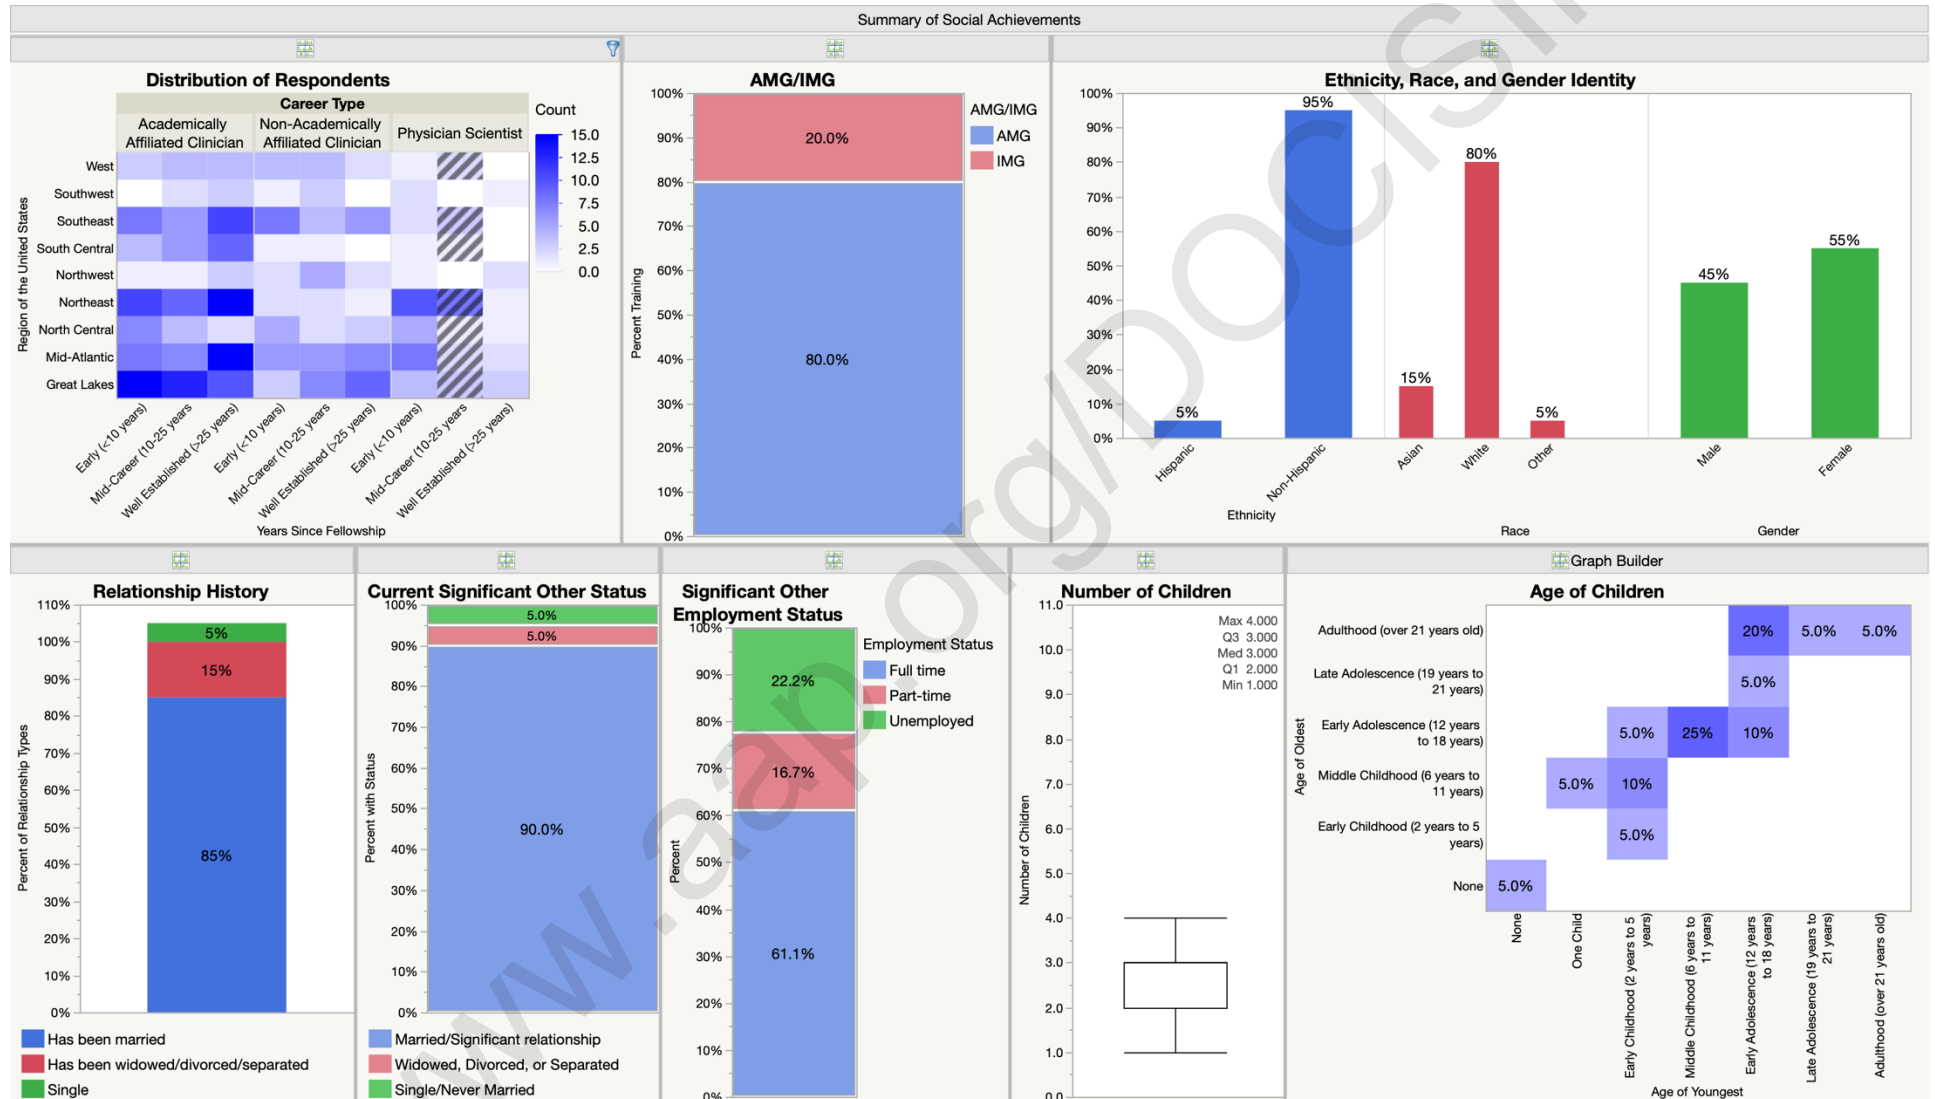 Summary of Social Achievements
Distribution of Respondents
Career Type
Academically
Affiliated Clinician
Non-Academically
Affiliated Clinician
Physician Scientist
Count
15.0
12.5
10.0
7.5
5.0
2.5
0.0
Region of the United States
West
Southwest
Southeast
South Central
Northwest
Northeast
North Central
Mid-Atlantic
Great Lakes
Early (<10 years)
Mid-Career (10-25 years
Well Established (>25 years)
Early (<10 years)
Mid-Career (10-25 years
Well Established (>25 years)
Early (<10 years)
Mid-Career (10-25 years
Well Established (>25 years)
Years Since Fellowship
AMG/IMG
Percent Training
100%
90%
80%
70%
60%
50%
40%
30%
20%
10%
0%
20.0%
80.0%
AMG/IMG
AMG
IMG
Ethnicity, Race, and Gender Identity
100%
90%
80%
70%
60%
50%
40%
30%
20%
10%
0%
5%
95%
15%
80%
5%
45%
55%
Hispanic
Non-Hispanic
Asian
White
Other
Male
Female
Ethnicity
Race
Gender
Relationship History
Percent of Relationship Types
110%
100%
90%
80%
70%
60%
50%
40%
30%
20%
10%
0%
5%
15%
85%
Has been married
Has been widowed/divorced/separated
Single
Current Significant Other Status
Percent with Status
100%
90%
80%
70%
60%
50%
40%
30%
20%
10%
0%
5.0%
5.0%
90.0%
Married/Significant relationship
Widowed, Divorced, or Separated
Single/Never Married
Significant Other
Employment Status
Percent
100%
90%
80%
70%
60%
50%
40%
30%
20%
10%
0%
22.2%
16.7%
61.1%
Employment Status
Full time
Part-time
Unemployed
Number of Children
Number of Children
11.0
10.0
9.0
8.0
7.0
6.0
5.0
4.0
3.0
2.0
1.0
0.0
Max 4.000
Q3 3.000
Med 3.000
Q1 2.000
Min 1.000
Graph Builder
Age of Children
Age of Oldest
Adulthood (over 21 years old)
20%
5.0%
5.0%
Late Adolescence (19 years to
21 years)
5.0%
Early Adolescence (12 years
to 18 years)
5.0%
25%
10%
Middle Childhood (6 years to
11 years)
5.0%
10%
Early Childhood (2 years to 5
years)
5.0%
None
5.0%
None
One Child
Early Childhood (2 years to 5
years)
Middle Childhood (6 years to
11 years)
Early Adolescence (12 years
to 18 years)
Late Adolescence (19 years to
21 years)
Adulthood (over 21 years old)
Age of Youngest